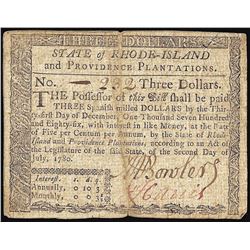 THREE DOLLARS.
STATE of RHODE-ISLAND
and PROVIDENCE PLANTATIONS.
No. 232 Three Dollars.
THE Possessor of this Bill shall be paid
THREE Spanish milled DOLLARS by the Thirty-
first Day of December, One Thousand Seven Hundred
and Eighty-six, with Interest in like Money, at the Rate
of Five per Centum per Annum, by the State of Rhode-
Island and Providence Plantations, according to an Act of
the Legislature of the said State, of the Second Day of
July, 1780.
Interest
Annually,
Monthly,